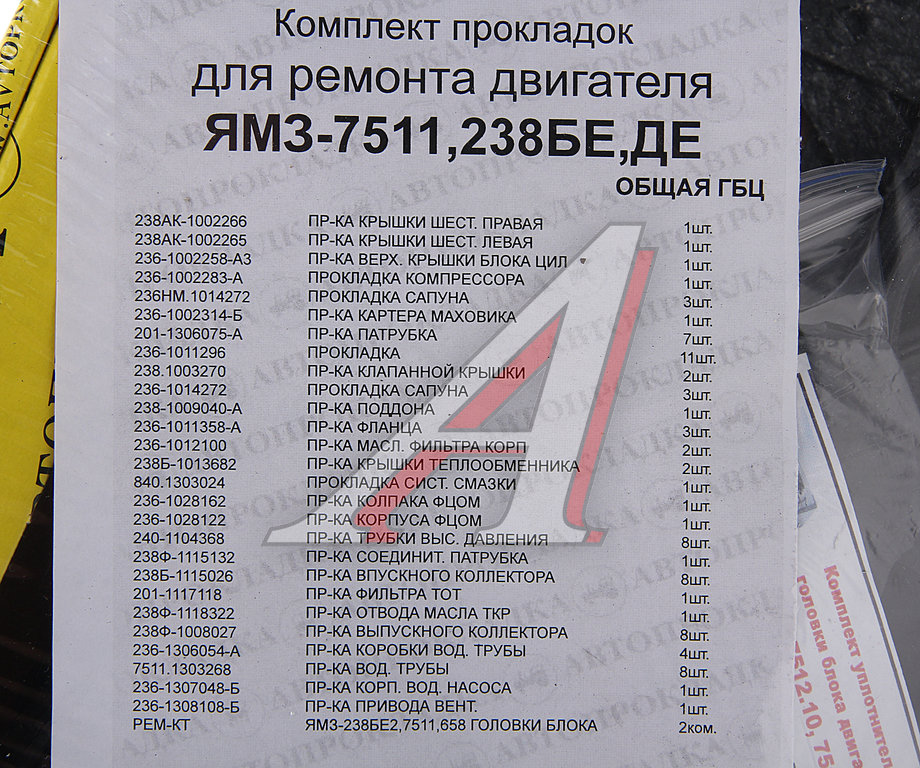 Комплект прокладок
для ремонта двигателя
ЯМЗ-7511,238БЕ,ДЕ
ОБЩАЯ ГБЦ
238АК-1002266 ПР-КА КРЫШКИ ШЕСТ. ПРАВАЯ 1шт.
238АК-1002265 ПР-КА КРЫШКИ ШЕСТ. ЛЕВАЯ 1шт.
236-1002258-А3 ПР-КА ВЕРХ. КРЫШКИ БЛОКА ЦИЛ 1шт.
236-1002283-А ПРОКЛАДКА КОМПРЕССОРА 1шт.
236НМ.1014272 ПРОКЛАДКА САПУНА 3шт.
236-1002314-Б ПР-КА КАРТЕРА МАХОВИКА 1шт.
201-1306075-А ПР-КА ПАТРУБКА 7шт.
236-1011296 ПРОКЛАДКА 11шт.
238.1003270 ПР-КА КЛАПАННОЙ КРЫШКИ 2шт.
236-1014272 ПРОКЛАДКА САПУНА 3шт.
238-1009040-А ПР-КА ПОДДОНА 1шт.
236-1011358-А ПР-КА ФЛАНЦА 3шт.
236-1012100 ПР-КА МАСЛ. ФИЛЬТРА КОРП 2шт.
238Б-1013682 ПР-КА КРЫШКИ ТЕПЛООБМЕННИКА 2шт.
840.1303024 ПРОКЛАДКА СИСТ. СМАЗКИ 1шт.
236-1028162 ПР-КА КОЛПАКА ФЦОМ 1шт.
236-1028122 ПР-КА КОРПУСА ФЦОМ 1шт.
240-1104368 ПР-КА ТРУБКИ ВЫС. ДАВЛЕНИЯ 8шт.
238Ф-1115132 ПР-КА СОЕДИНИТ. ПАТРУБКА 1шт.
238Б-1115026 ПР-КА ВПУСКНОГО КОЛЛЕКТОРА 8шт.
201-1117118 ПР-КА ФИЛЬТРА ТОТ 1шт.
238Ф-1118322 ПР-КА ОТВОДА МАСЛА ТКР 1шт.
238Ф-1008027 ПР-КА ВЫПУСКНОГО КОЛЛЕКТОРА 8шт.
236-1306054-А ПР-КА КОРОБКИ ВОД. ТРУБЫ 4шт.
7511.1303268 ПР-КА ВОД. ТРУБЫ 8шт.
236-1307048-Б ПР-КА КОРП. ВОД. НАСОСА 1шт.
236-1308108-Б ПР-КА ПРИВОДА ВЕНТ. 1шт.
РЕМ-КТ ЯМЗ-238БЕ2,7511,658 ГОЛОВКИ БЛОКА 2ком.
Комплект уплотнител
головки блока двига
7512.10, 75